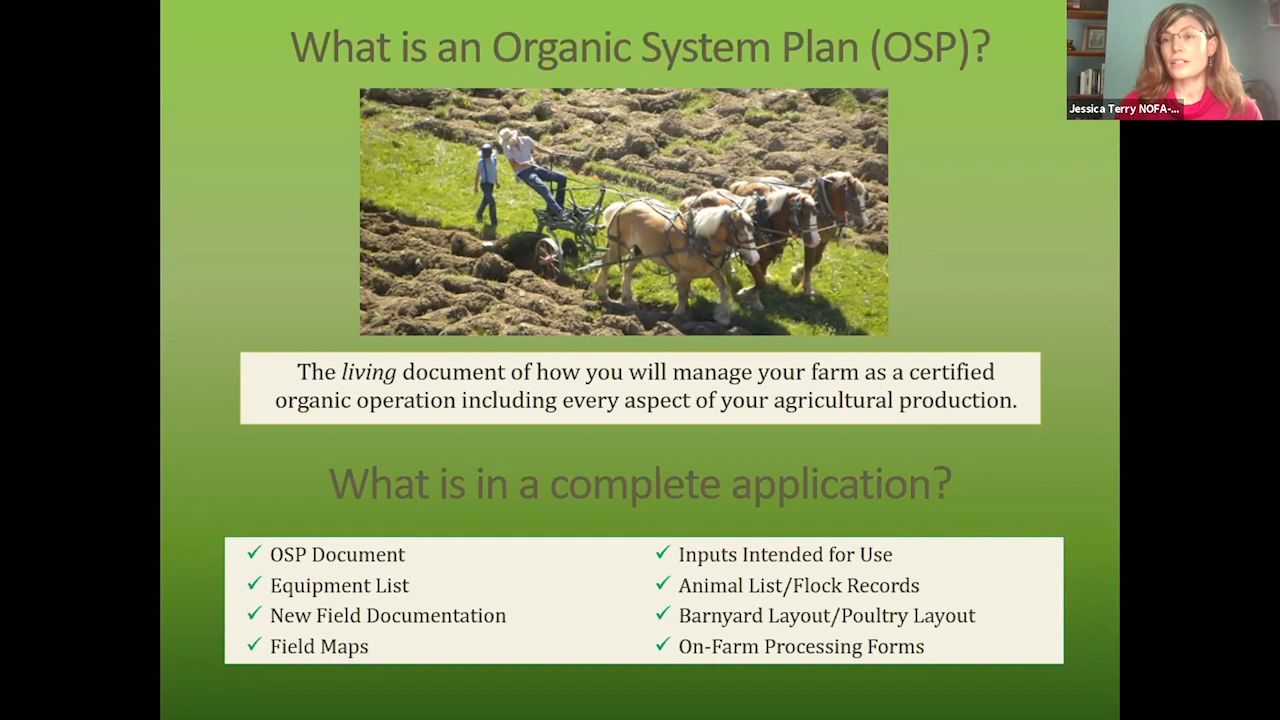 What is an Organic System Plan (OSP)?
Jessica Terry NOFA-...
The living document of how you will manage your farm as a certified
organic operation including every aspect of your agricultural production.
What is in a complete application?
✓ OSP Document
✓ Equipment List
✓ New Field Documentation
✓ Field Maps
✓ Inputs Intended for Use
✓ Animal List/Flock Records
✓ Barnyard Layout/Poultry Layout
✓ On-Farm Processing Forms